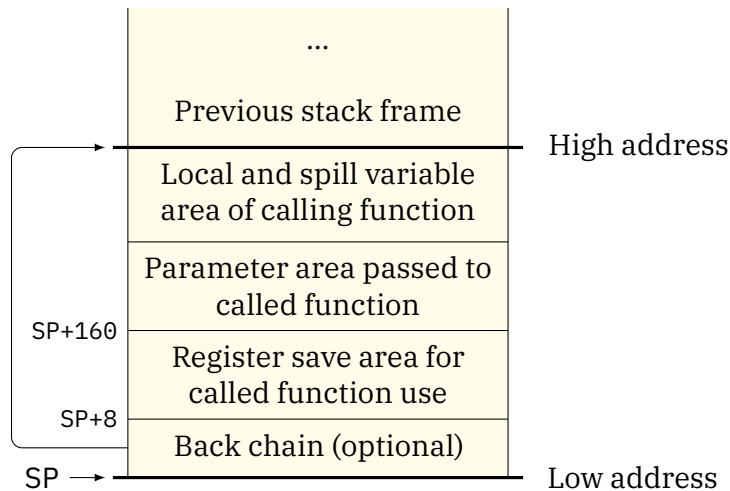 ...
Previous stack frame
High address
Local and spill variable
area of calling function
Parameter area passed to
called function
SP+160
Register save area for
called function use
SP+8
Back chain (optional)
SP
Low address